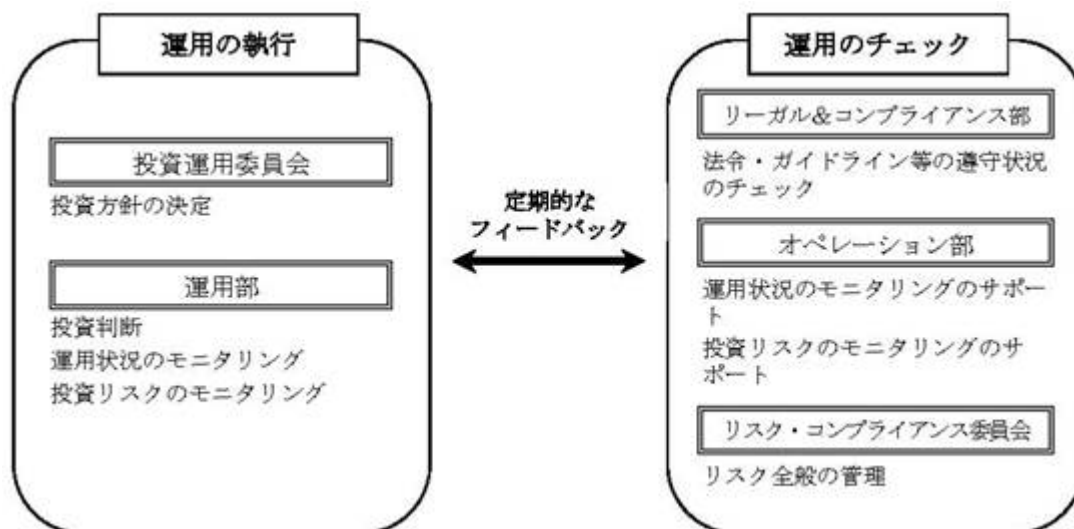 運用の執行
投資運用委員会
投資方針の決定
運用部
投資判断
運用状況のモニタリング
投資リスクのモニタリング
定期的な
フィードバック
運用のチェック
リーガル&コンプライアンス部
法令・ガイドライン等の遵守状況
のチェック
オペレーション部
運用状況のモニタリングのサポー
ト
投資リスクのモニタリングのサ
ポート
リスク・コンプライアンス委員会
リスク全般の管理